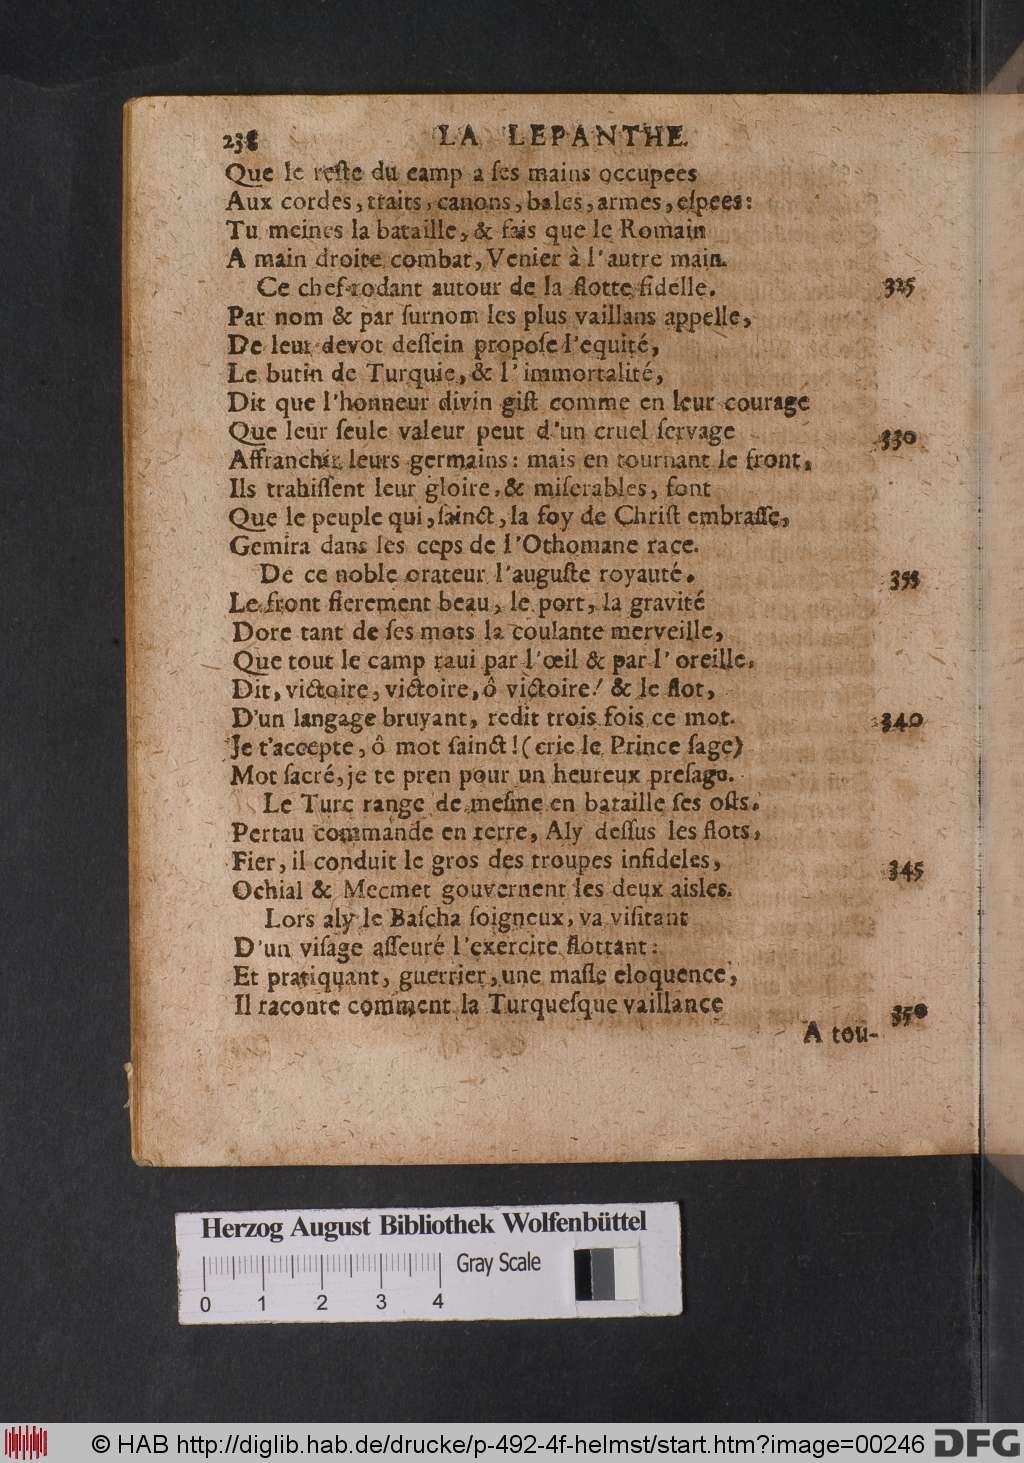 238 LA LEPANTHE.
Que le reſte du camp a ſes mains occupees
Aux cordes, traits, canons, bales, armes, eſpees:
Tu meines la bataille, & fais que le Romain
A main droite combat, Venier à l'autre main.
Ce chef rodant autour de la flotte fidelle. 325
Par nom & par ſurnom les plus vaillans appelle,
De leur devot deſſein propoſe l'equité,
Le butin de Turquie, & l'immortalité,
Dit que l'honneur divin giſt comme en leur courage
Que leur ſeule valeur peut d'un cruel ſervage 330
Affranchir leurs germains: mais en tournant le front,
Ils trahiſſent leur gloire, & miſerables, font
Que le peuple qui, ſainct, la foy de Chriſt embraſſe,
Gemira dans les ceps de l'Othomane race.
De ce noble orateur l'auguſte royauté. 355
Le front fierement beau, le port, la gravité
Dore tant de ſes mots la coulante merveille,
Que tout le camp raui par l'œil & par l'oreille,
Dit, victoire, victoire, ô victoire! & le flot,
D'un langage bruyant, redit trois fois ce mot. 340
Je t'accepte, ô mot ſainct! (crie le Prince ſage)
Mot ſacré, je te pren pour un heureux preſago.
Le Turc range de meſme en bataille ſes oſts.
Pertau commande en terre, Aly deſſus les flots,
Fier, il conduit le gros des troupes infideles, 345
Ochial & Mecmet gouvernent les deux aisles.
Lors aly le Baſcha ſoigneux, va viſitant
D'un viſage aſſeuré l'exercite flottant:
Et pratiquant, guerrier, une maſle eloquence,
Il raconte comment la Turqueſque vaillance 350
A tou-
Herzog August Bibliothek Wolfenbüttel
Gray Scale
0 1 2 3 4
© HAB http://diglib.hab.de/drucke/p-492-4f-helmst/start.htm?image=00246 DFG